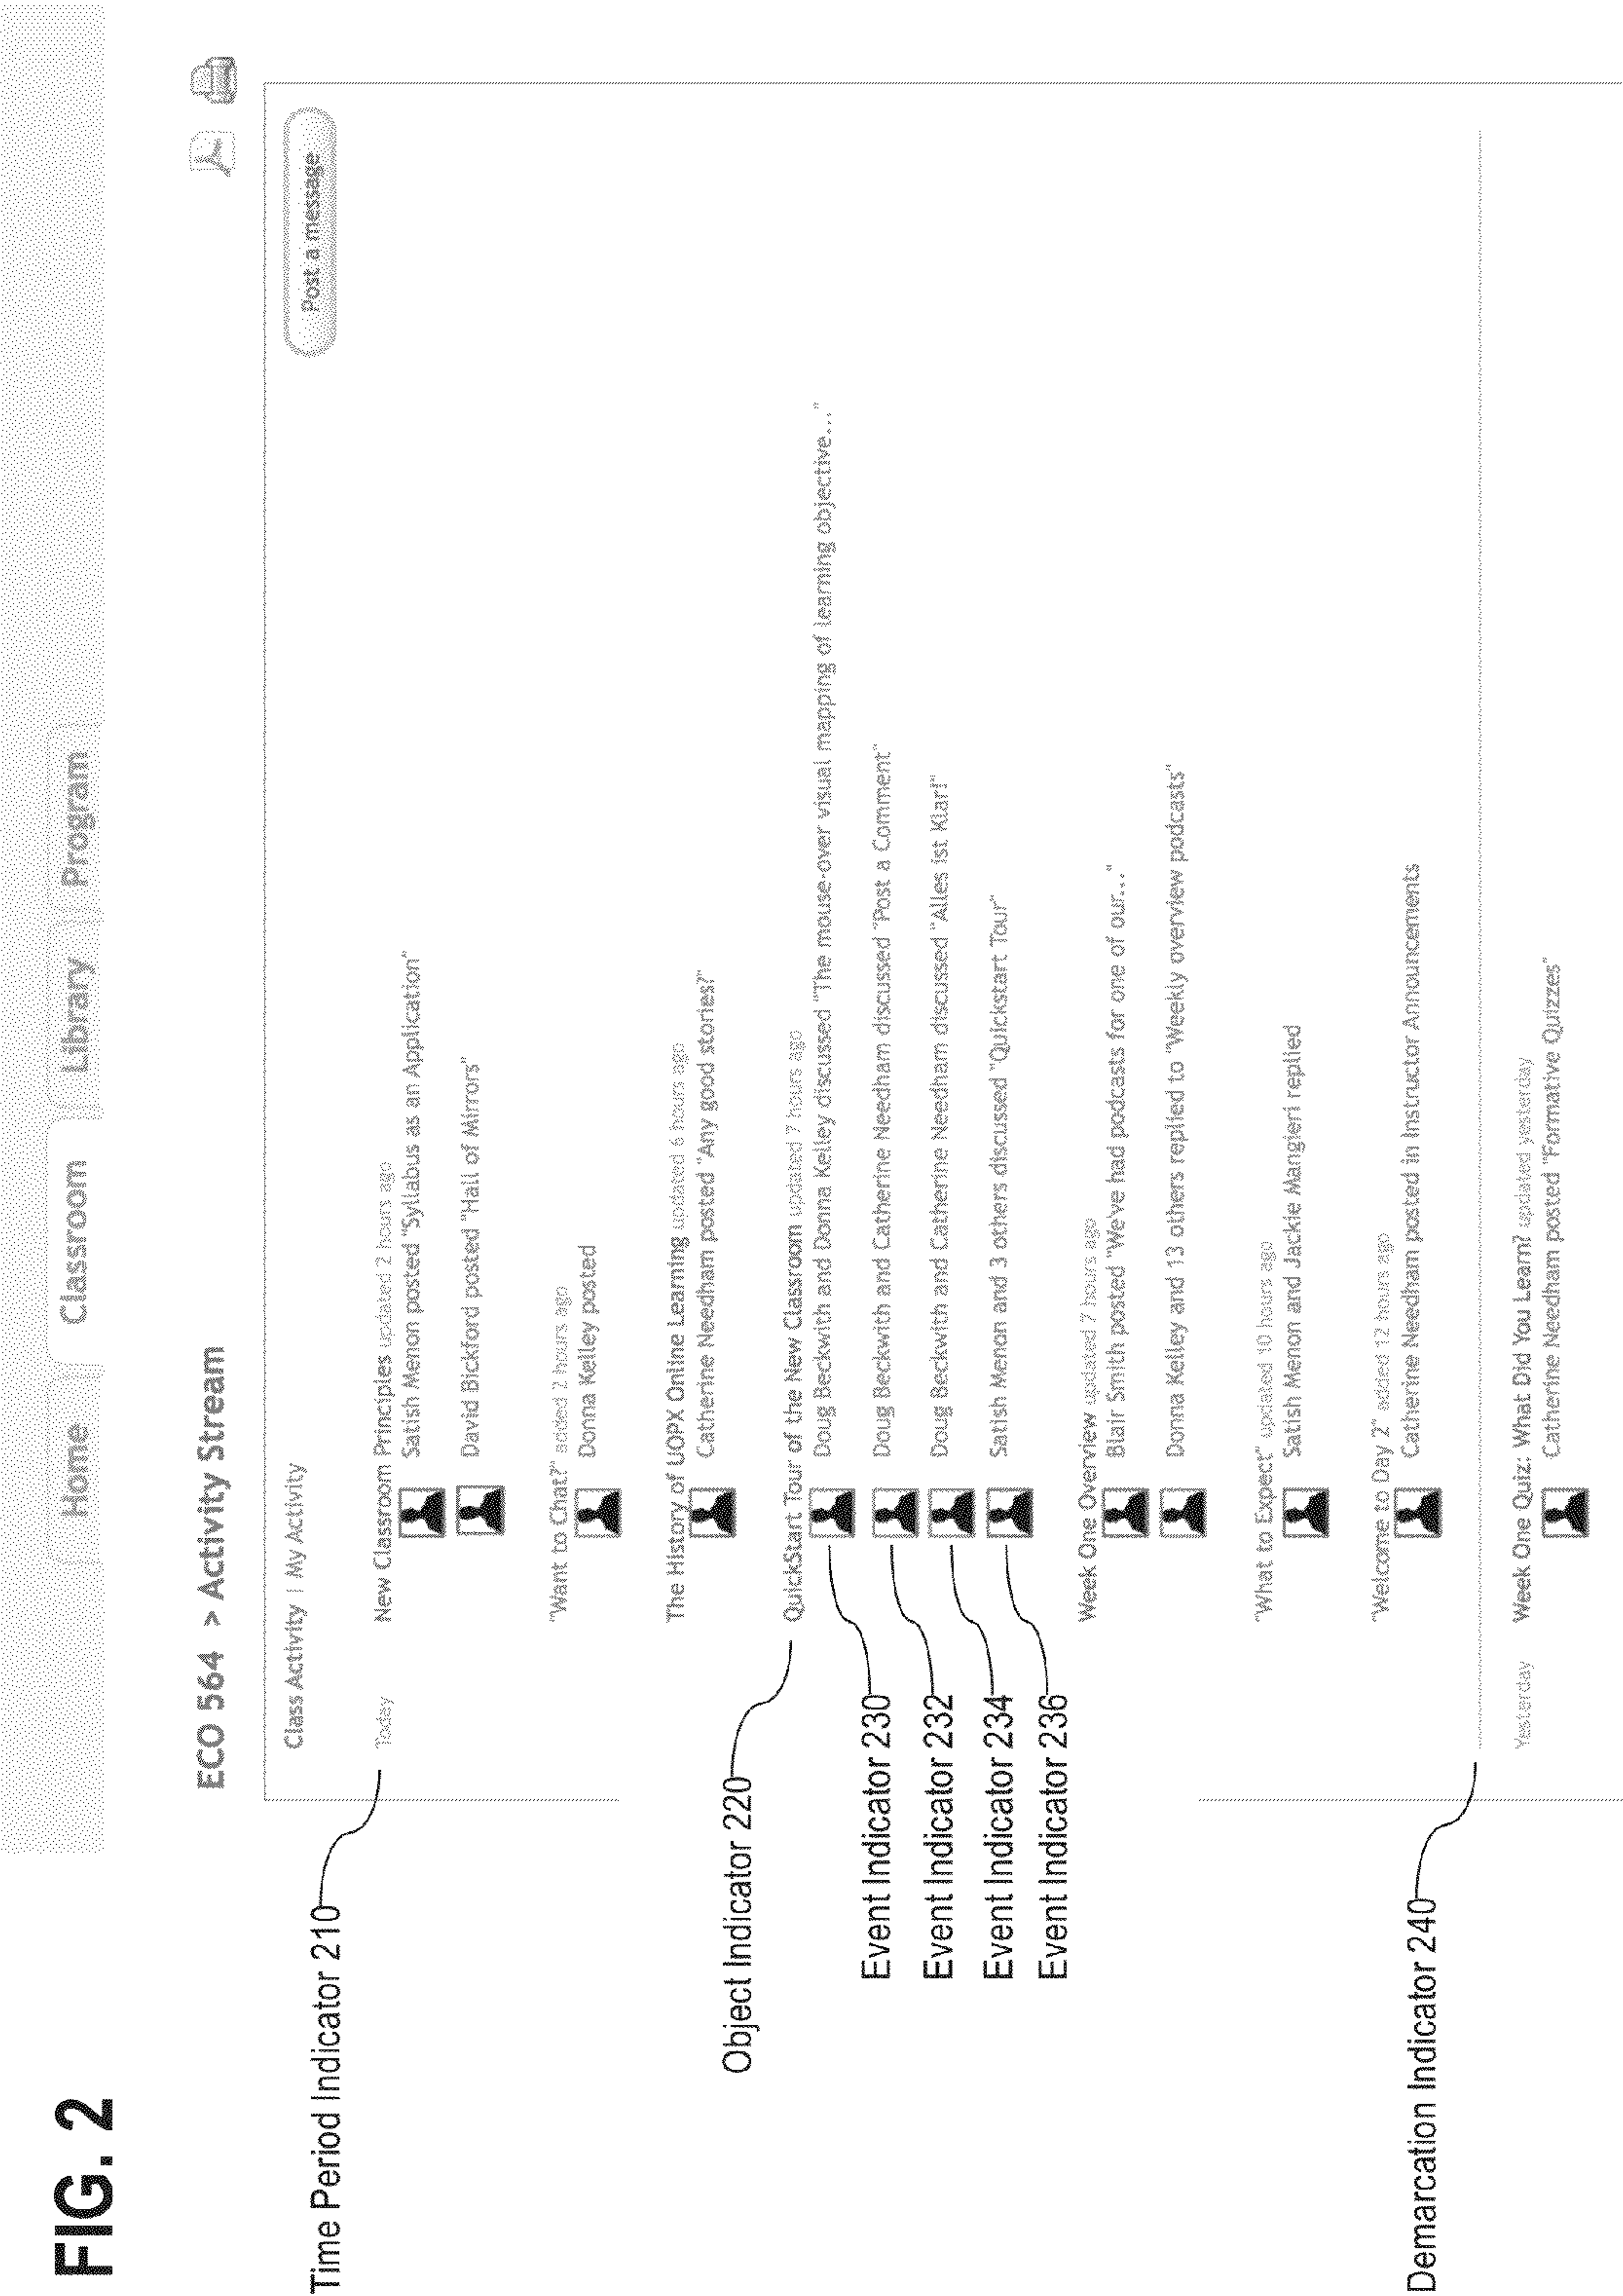 FIG. 2
Home Classroom Library Program
ECO 564 > Activity Stream
Class Activity | My Activity
Post a message
Time Period Indicator 210
Today
New Classroom Principles updated 2 hours ago
Satish Menon posted "Syllabus as an Application"
David Bickford posted "Hall of Mirrors"
"Want to Chat?" added 2 hours ago
Donna Kelley posted
The History of UOPX Online Learning updated 6 hours ago
Catherine Needham posted "Any good stories?"
Object Indicator 220
QuickStart Tour of the New Classroom updated 7 hours ago
Doug Beckwith and Donna Kelley discussed "The mouse-over visual mapping of learning objective..."
Event Indicator 230
Doug Beckwith and Catherine Needham discussed "Post a Comment"
Event Indicator 232
Doug Beckwith and Catherine Needham discussed "Alles ist Klar!"
Event Indicator 234
Satish Menon and 3 others discussed "Quickstart Tour"
Event Indicator 236
Week One Overview updated 7 hours ago
Blair Smith posted "We've had podcasts for one of our..."
Donna Kelley and 13 others replied to "Weekly overview podcasts"
"What to Expect" updated 10 hours ago
Satish Menon and Jackie Mangieri replied
"Welcome to Day 2" added 12 hours ago
Catherine Needham posted in Instructor Announcements
Demarcation Indicator 240
Yesterday
Week One Quiz: What Did You Learn? updated yesterday
Catherine Needham posted "Formative Quizzes"